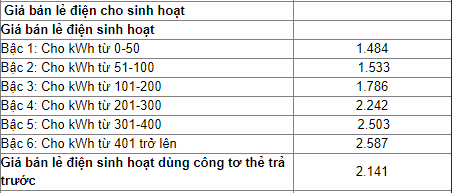 Giá bán lẻ điện cho sinh hoạt
Giá bán lẻ điện sinh hoạt
Bậc 1: Cho kWh từ 0-50 1.484
Bậc 2: Cho kWh từ 51-100 1.533
Bậc 3: Cho kWh từ 101-200 1.786
Bậc 4: Cho kWh từ 201-300 2.242
Bậc 5: Cho kWh từ 301-400 2.503
Bậc 6: Cho kWh từ 401 trở lên 2.587
Giá bán lẻ điện sinh hoạt dùng công tơ thẻ trả
trước 2.141